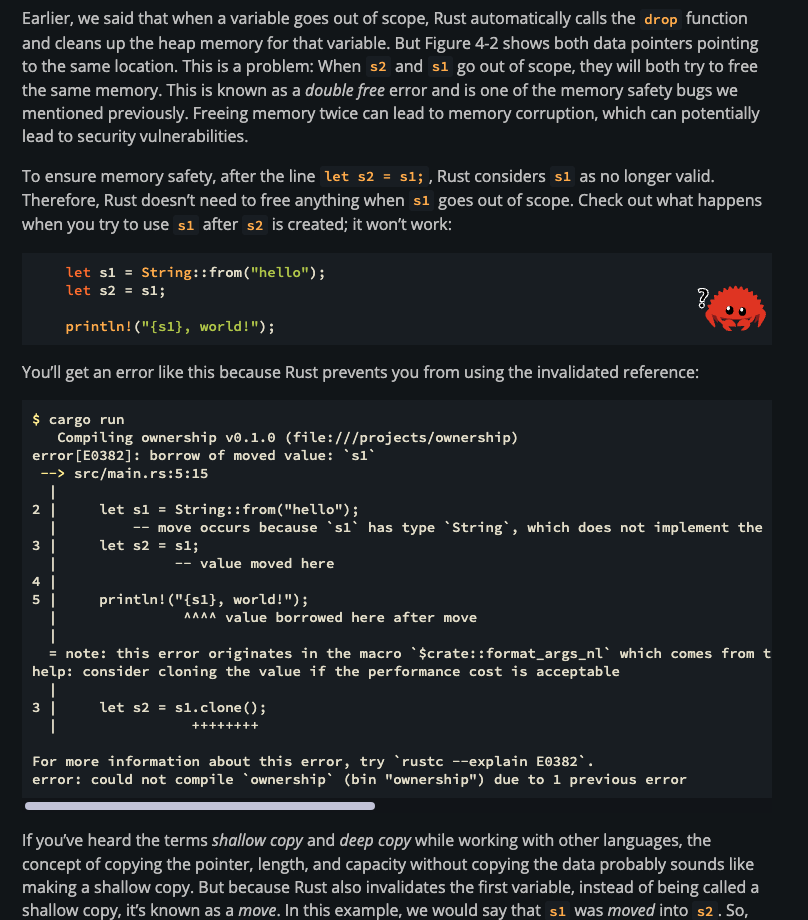 Earlier, we said that when a variable goes out of scope, Rust automatically calls the drop function
and cleans up the heap memory for that variable. But Figure 4-2 shows both data pointers pointing
to the same location. This is a problem: When s2 and s1 go out of scope, they will both try to free
the same memory. This is known as a double free error and is one of the memory safety bugs we
mentioned previously. Freeing memory twice can lead to memory corruption, which can potentially
lead to security vulnerabilities.
To ensure memory safety, after the line let s2 = s1; , Rust considers s1 as no longer valid.
Therefore, Rust doesn’t need to free anything when s1 goes out of scope. Check out what happens
when you try to use s1 after s2 is created; it won’t work:
let s1 = String::from("hello");
let s2 = s1;
?
println!("{s1}, world!");
You’ll get an error like this because Rust prevents you from using the invalidated reference:
$ cargo run
   Compiling ownership v0.1.0 (file:///projects/ownership)
error[E0382]: borrow of moved value: `s1`
 --> src/main.rs:5:15
  |
2 |     let s1 = String::from("hello");
  |         -- move occurs because `s1` has type `String`, which does not implement the
3 |     let s2 = s1;
  |              -- value moved here
4 |
5 |     println!("{s1}, world!");
  |               ^^^^ value borrowed here after move
  |
  = note: this error originates in the macro `$crate::format_args_nl` which comes from t
help: consider cloning the value if the performance cost is acceptable
  |
3 |     let s2 = s1.clone();
  |                ++++++++
For more information about this error, try `rustc --explain E0382`.
error: could not compile `ownership` (bin "ownership") due to 1 previous error
If you’ve heard the terms shallow copy and deep copy while working with other languages, the
concept of copying the pointer, length, and capacity without copying the data probably sounds like
making a shallow copy. But because Rust also invalidates the first variable, instead of being called a
shallow copy, it’s known as a move. In this example, we would say that s1 was moved into s2 . So,